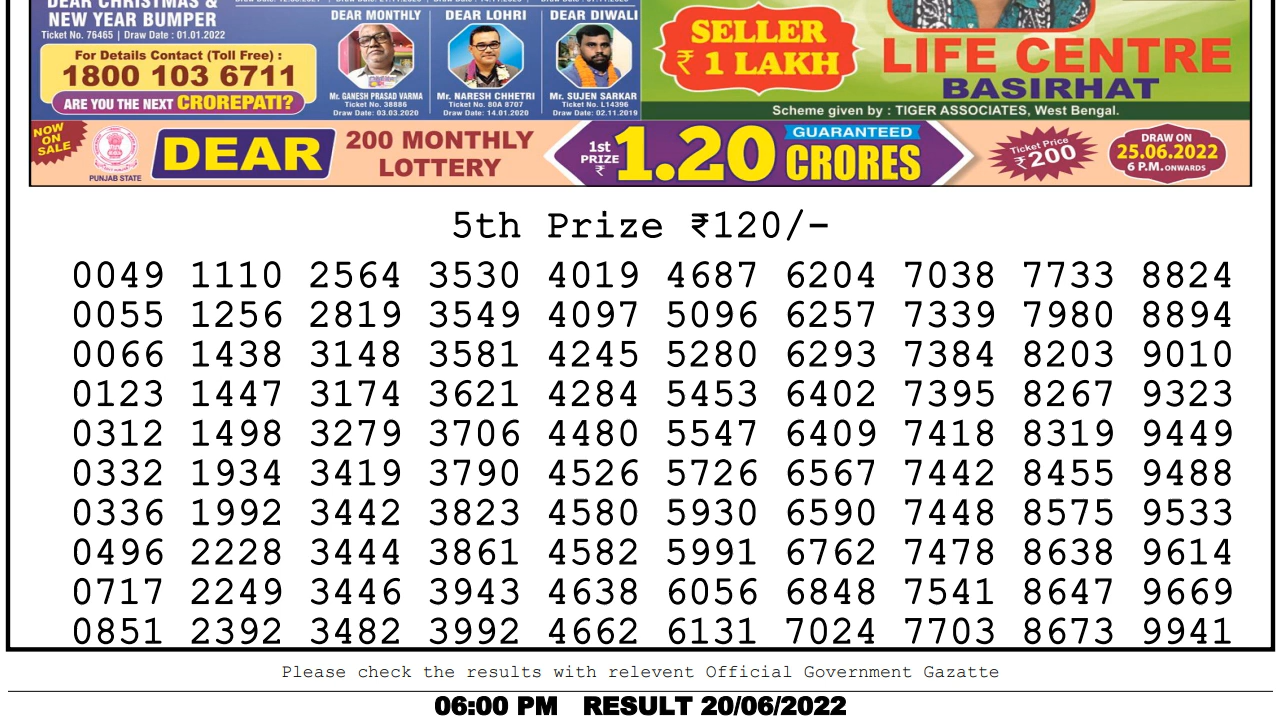 DEAR CHRISTMAS &
NEW YEAR BUMPER
Ticket No. 76465 | Draw Date : 01.01.2022
For Details Contact (Toll Free) :
1800 103 6711
ARE YOU THE NEXT CROREPATI?
DEAR MONTHLY
Mr. GANESH PRASAD VARMA
Ticket No. 38886
Draw Date: 03.03.2020
DEAR LOHRI
Mr. NARESH CHHETRI
Ticket No. 80A 8707
Draw Date: 14.01.2020
DEAR DIWALI
Mr. SUJEN SARKAR
Ticket No. L14396
Draw Date: 02.11.2019
SELLER
₹ 1 LAKH
LIFE CENTRE
BASIRHAT
Scheme given by : TIGER ASSOCIATES, West Bengal.
NOW
ON
SALE
PUNJAB STATE
DEAR
200 MONTHLY
LOTTERY
1st
PRIZE
₹
1.20
GUARANTEED
CRORES
Ticket Price
₹200
DRAW ON
25.06.2022
6 P.M. ONWARDS
5th Prize ₹120/-
0049 1110 2564 3530 4019 4687 6204 7038 7733 8824
0055 1256 2819 3549 4097 5096 6257 7339 7980 8894
0066 1438 3148 3581 4245 5280 6293 7384 8203 9010
0123 1447 3174 3621 4284 5453 6402 7395 8267 9323
0312 1498 3279 3706 4480 5547 6409 7418 8319 9449
0332 1934 3419 3790 4526 5726 6567 7442 8455 9488
0336 1992 3442 3823 4580 5930 6590 7448 8575 9533
0496 2228 3444 3861 4582 5991 6762 7478 8638 9614
0717 2249 3446 3943 4638 6056 6848 7541 8647 9669
0851 2392 3482 3992 4662 6131 7024 7703 8673 9941
Please check the results with relevent Official Government Gazatte
06:00 PM RESULT 20/06/2022